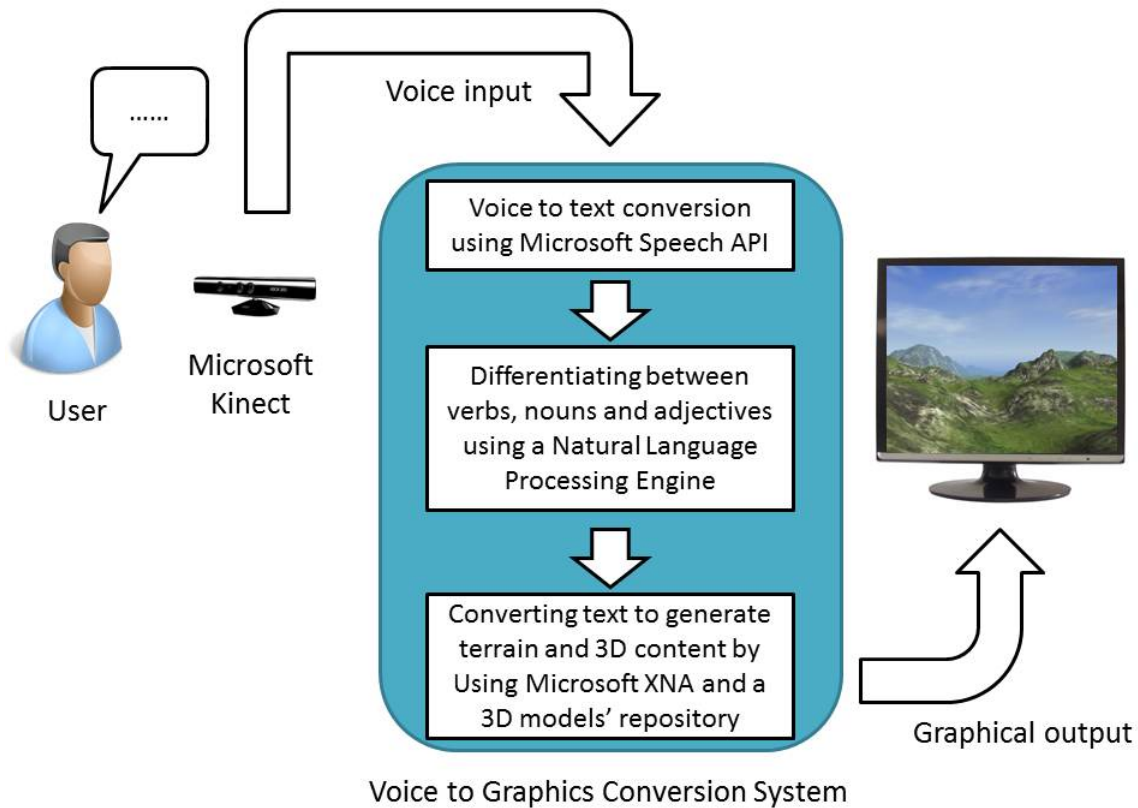 Voice input
......
Voice to text conversion
using Microsoft Speech API
User
Microsoft
Kinect
Differentiating between
verbs, nouns and adjectives
using a Natural Language
Processing Engine
Converting text to generate
terrain and 3D content by
Using Microsoft XNA and a
3D models’ repository
Graphical output
Voice to Graphics Conversion System